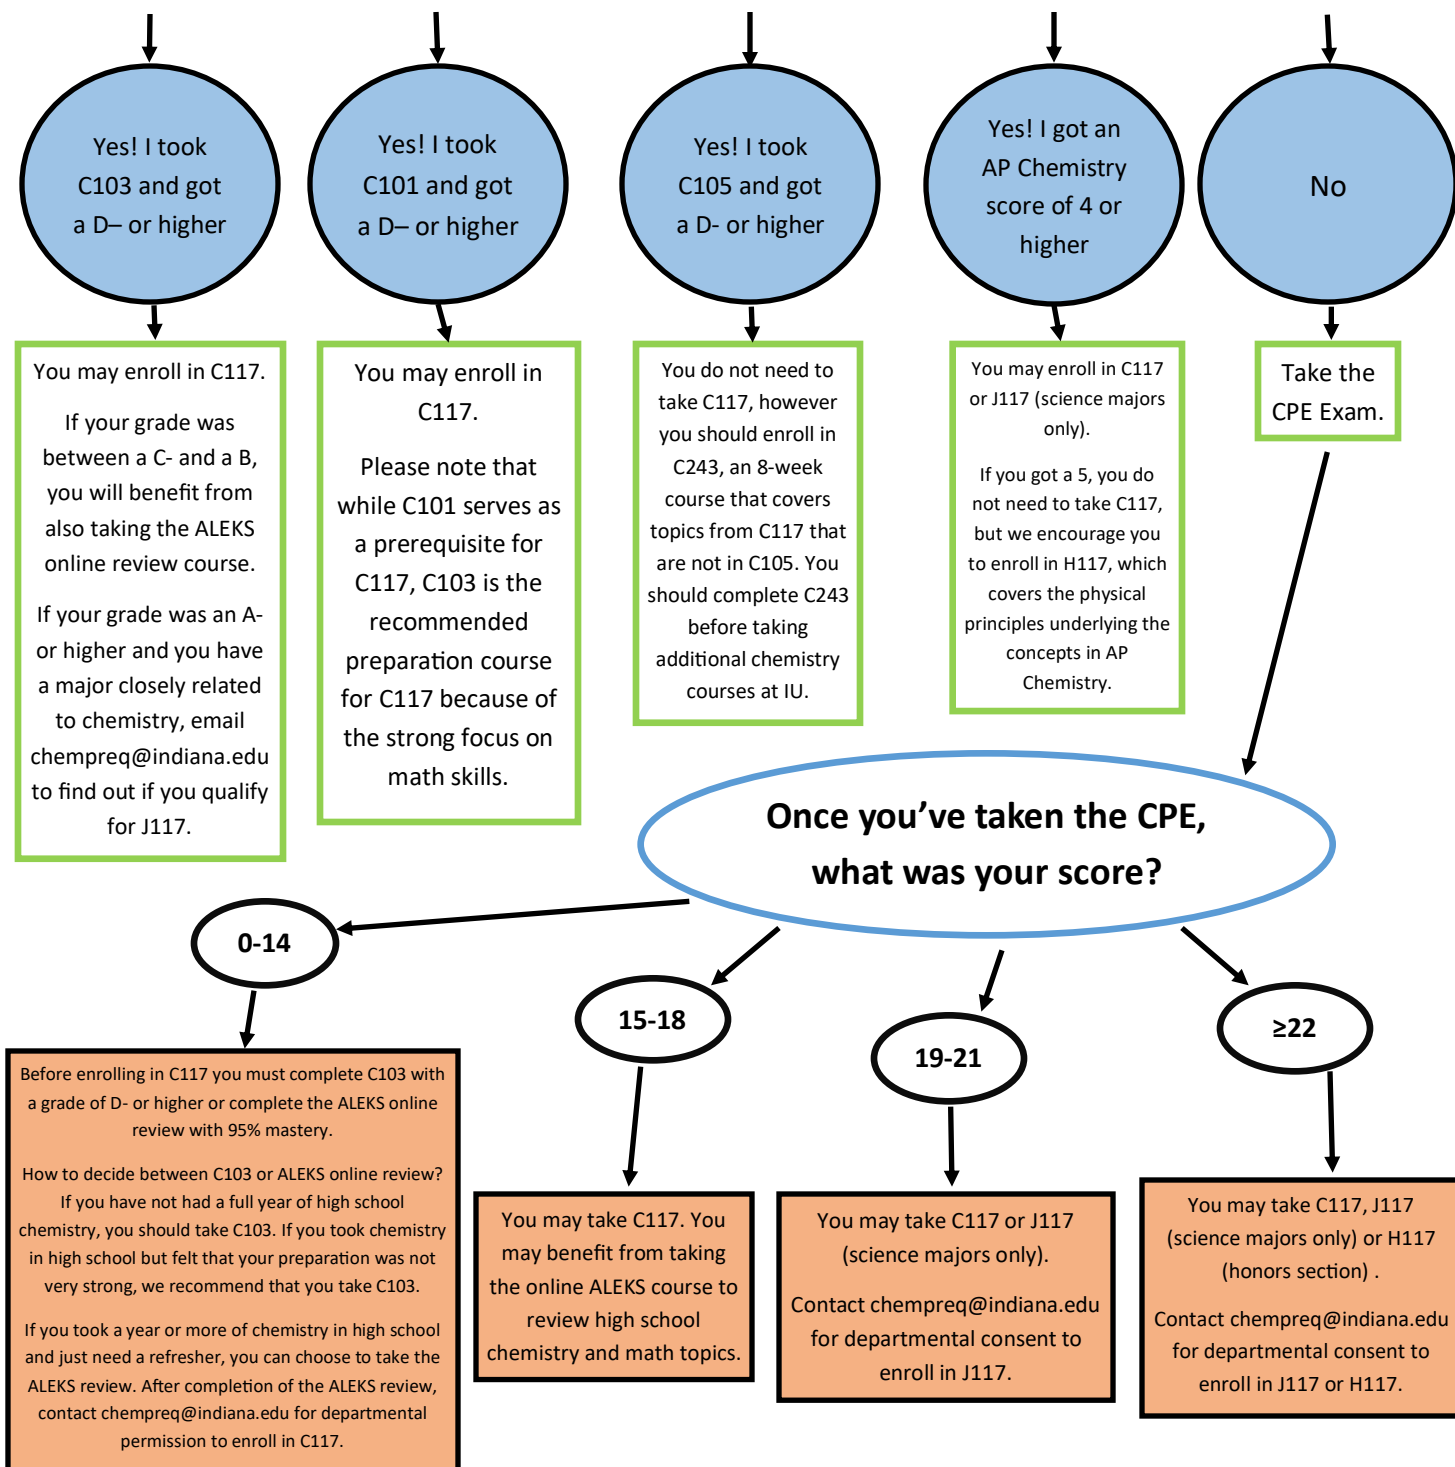 Yes! I took
C103 and got
a D– or higher
Yes! I took
C101 and got
a D– or higher
Yes! I took
C105 and got
a D- or higher
Yes! I got an
AP Chemistry
score of 4 or
higher
No
You may enroll in C117.
If your grade was
between a C- and a B,
you will benefit from
also taking the ALEKS
online review course.
If your grade was an A-
or higher and you have
a major closely related
to chemistry, email
chempreq@indiana.edu
to find out if you qualify
for J117.
You may enroll in
C117.
Please note that
while C101 serves as
a prerequisite for
C117, C103 is the
recommended
preparation course
for C117 because of
the strong focus on
math skills.
You do not need to
take C117, however
you should enroll in
C243, an 8-week
course that covers
topics from C117 that
are not in C105. You
should complete C243
before taking
additional chemistry
courses at IU.
You may enroll in C117
or J117 (science majors
only).
If you got a 5, you do
not need to take C117,
but we encourage you
to enroll in H117, which
covers the physical
principles underlying the
concepts in AP
Chemistry.
Take the
CPE Exam.
Once you’ve taken the CPE,
what was your score?
0-14
15-18
19-21
≥22
Before enrolling in C117 you must complete C103 with
a grade of D- or higher or complete the ALEKS online
review with 95% mastery.
How to decide between C103 or ALEKS online review?
If you have not had a full year of high school
chemistry, you should take C103. If you took chemistry
in high school but felt that your preparation was not
very strong, we recommend that you take C103.
If you took a year or more of chemistry in high school
and just need a refresher, you can choose to take the
ALEKS review. After completion of the ALEKS review,
contact chempreq@indiana.edu for departmental
permission to enroll in C117.
You may take C117. You
may benefit from taking
the online ALEKS course to
review high school
chemistry and math topics.
You may take C117 or J117
(science majors only).
Contact chempreq@indiana.edu
for departmental consent to
enroll in J117.
You may take C117, J117
(science majors only) or H117
(honors section) .
Contact chempreq@indiana.edu
for departmental consent to
enroll in J117 or H117.